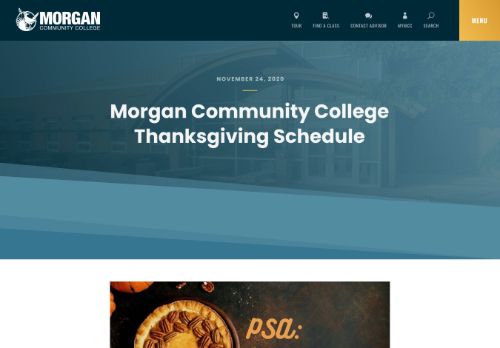 MORGAN
COMMUNITY COLLEGE
TOUR
FIND A CLASS
CONTACT ADVISOR
MYMCC
SEARCH
MENU
NOVEMBER 24, 2020
Morgan Community College
Thanksgiving Schedule
psa: